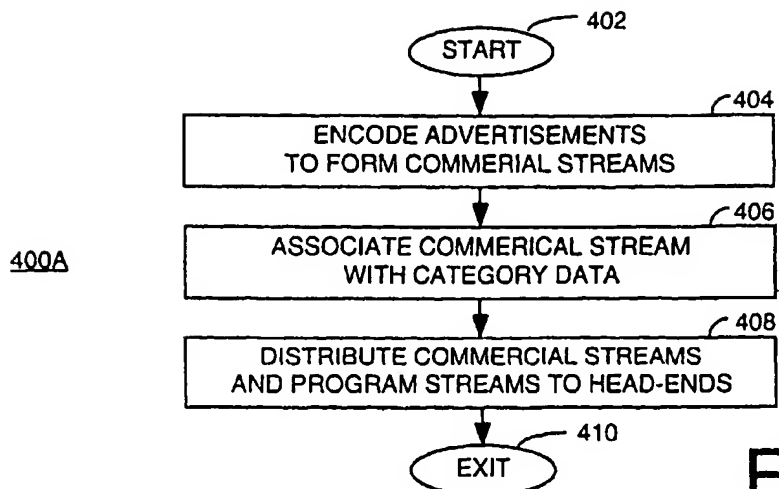 402
START
404
ENCODE ADVERTISEMENTS
TO FORM COMMERIAL STREAMS
406
400A
ASSOCIATE COMMERICAL STREAM
WITH CATEGORY DATA
408
DISTRIBUTE COMMERCIAL STREAMS
AND PROGRAM STREAMS TO HEAD-ENDS
410
EXIT